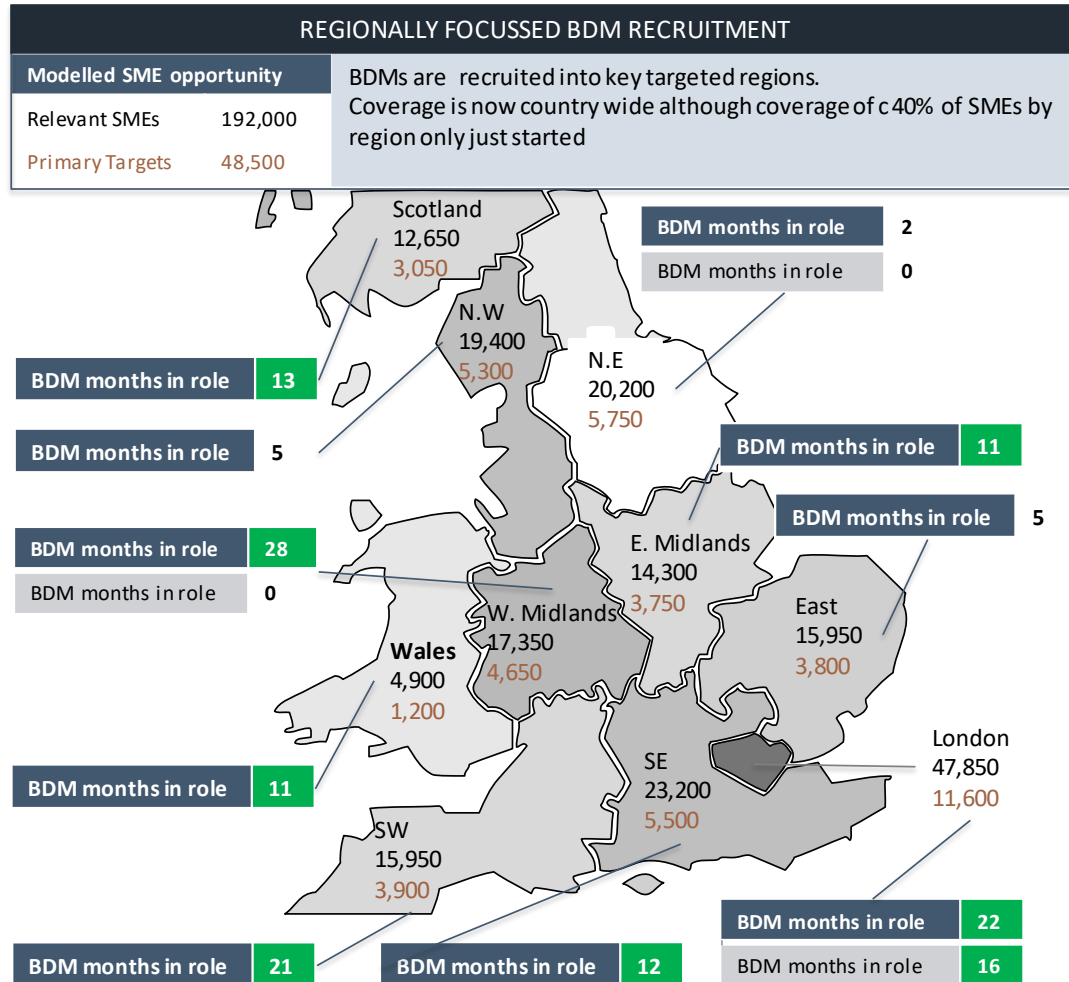 REGIONALLY FOCUSSED BDM RECRUITMENT
Modelled SME opportunity
Relevant SMEs 192,000
Primary Targets 48,500
BDMs are recruited into key targeted regions.
Coverage is now country wide although coverage of c 40% of SMEs by
region only just started
Scotland
12,650
3,050
BDM months in role 2
BDM months in role 0
N.W
19,400
5,300
N.E
20,200
5,750
BDM months in role 13
BDM months in role 5
BDM months in role 11
BDM months in role 5
BDM months in role 28
BDM months in role 0
E. Midlands
14,300
3,750
W. Midlands
17,350
4,650
East
15,950
3,800
Wales
4,900
1,200
London
47,850
11,600
SE
23,200
5,500
BDM months in role 11
SW
15,950
3,900
BDM months in role 22
BDM months in role 21
BDM months in role 12
BDM months in role 16